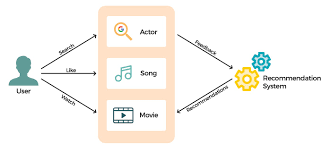 Search
Actor
Feedback
Like
Song
User
Recommendation
System
Watch
Recommendations
Movie